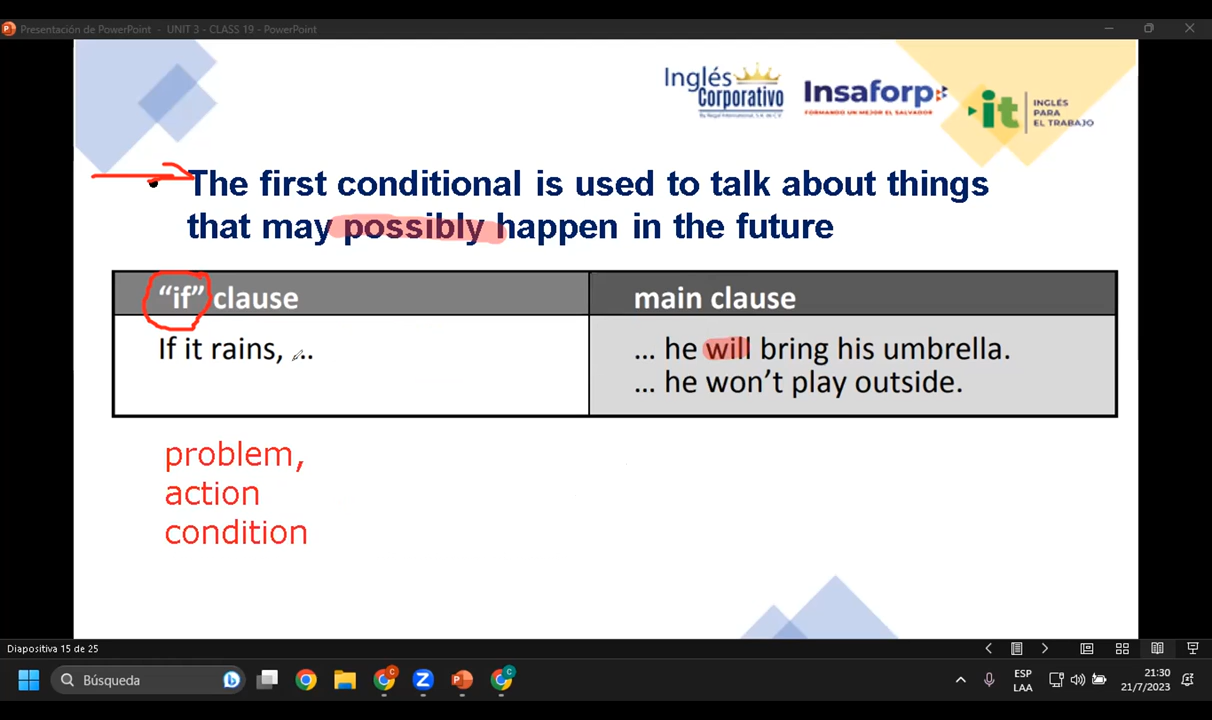 Presentación de PowerPoint - UNIT 3 - CLASS 19 - PowerPoint
Inglés
Corporativo
Insaforp
FORMANDO UN MEJOR EL SALVADOR
it
INGLÉS
PARA
EL TRABAJO
The first conditional is used to talk about things
that may possibly happen in the future
“if” clause
main clause
If it rains, ...
... he will bring his umbrella.
... he won’t play outside.
problem,
action
condition
Diapositiva 15 de 25
Búsqueda
ESP
LAA
21:30
21/7/2023